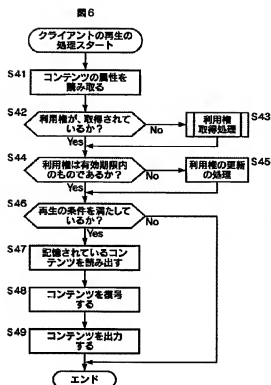 図6
クライアントの再生の
処理スタート
S41
コンテンツの属性を
読み取る
S42
利用権が、取得されて
いるか?
No
S43
利用権
取得処理
Yes
S44
利用権は有効期限内
のものであるか?
No
S45
利用権の更新
の処理
Yes
S46
再生の条件を満たして
いるか?
No
Yes
S47
記憶されているコン
テンツを読み出す
S48
コンテンツを復号
する
S49
コンテンツを出力
する
エンド